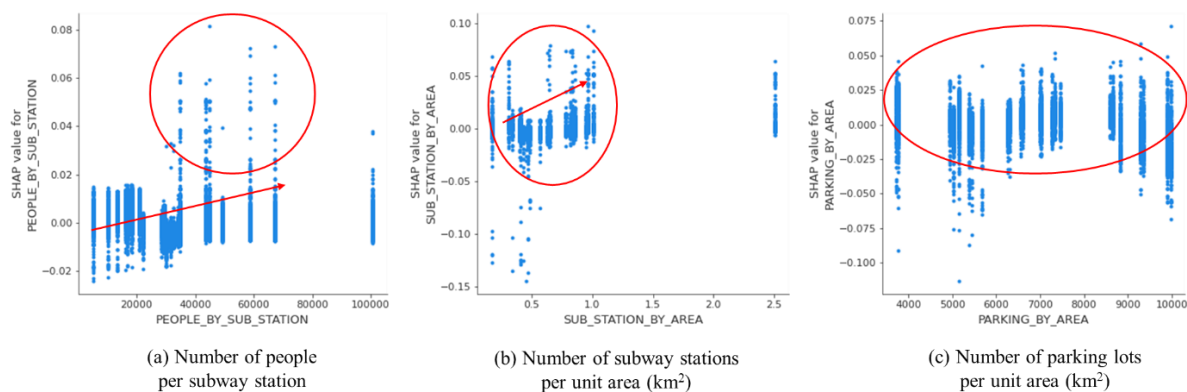 SHAP value for
PEOPLE_BY_SUB_STATION
0.08
0.06
0.04
0.02
0.00
−0.02
20000
40000
60000
80000
100000
PEOPLE_BY_SUB_STATION
(a) Number of people
per subway station
SHAP value for
SUB_STATION_BY_AREA
0.10
0.05
0.00
−0.05
−0.10
−0.15
0.5
1.0
1.5
2.0
2.5
SUB_STATION_BY_AREA
(b) Number of subway stations
per unit area (km²)
SHAP value for
PARKING_BY_AREA
0.075
0.050
0.025
0.000
−0.025
−0.050
−0.075
−0.100
4000
5000
6000
7000
8000
9000
10000
PARKING_BY_AREA
(c) Number of parking lots
per unit area (km²)